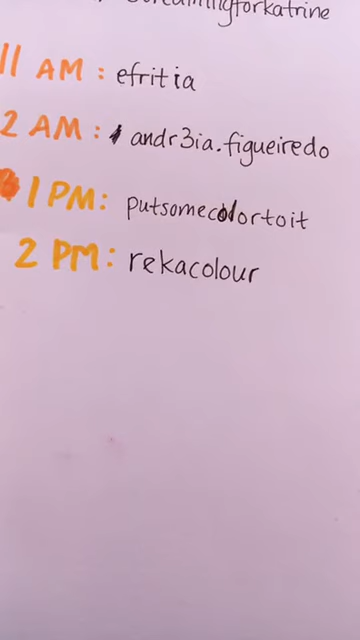 11 AM: efritia
2 AM: andr3ia.figueiredo
1 PM: putsomecolortoit
2 PM: rekacolour